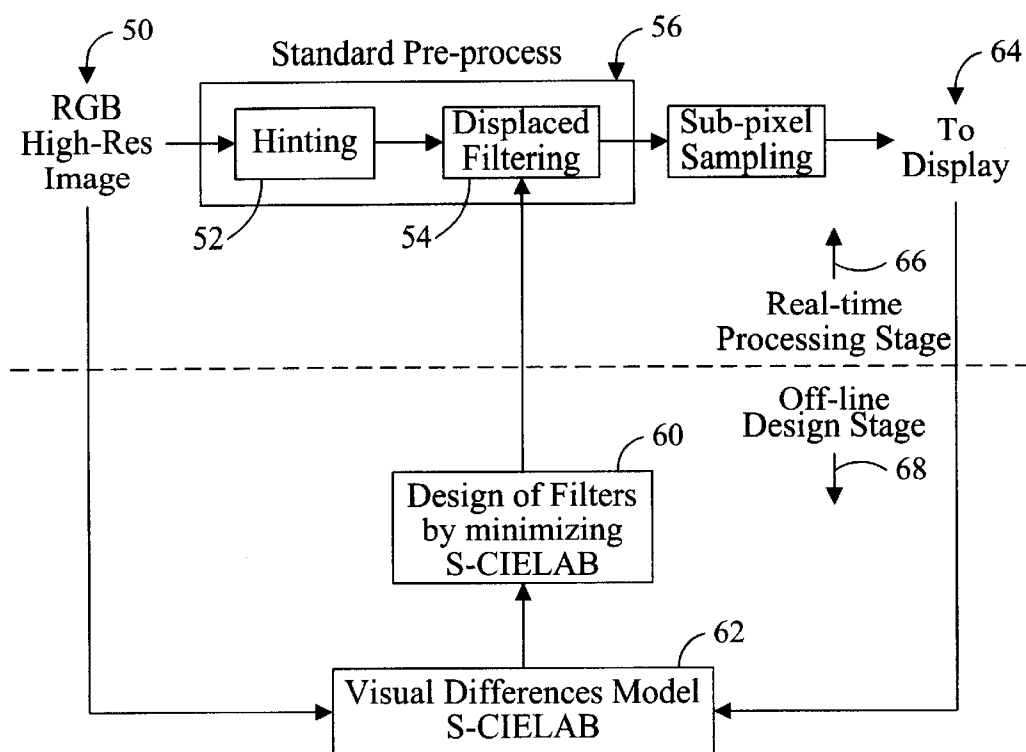 50
Standard Pre-process
56
64
RGB
High-Res
Image
Hinting
Displaced
Filtering
Sub-pixel
Sampling
To
Display
52
54
66
Real-time
Processing Stage
Off-line
Design Stage
60
68
Design of Filters
by minimizing
S-CIELAB
62
Visual Differences Model
S-CIELAB